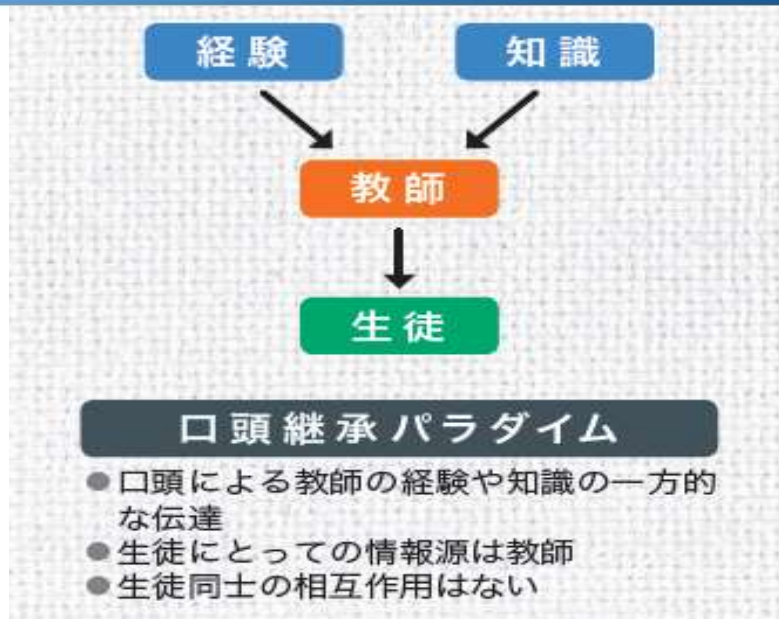 経験 知識
教師
生徒
口頭継承パラダイム
●口頭による教師の経験や知識の一方的
な伝達
●生徒にとっての情報源は教師
●生徒同士の相互作用はない